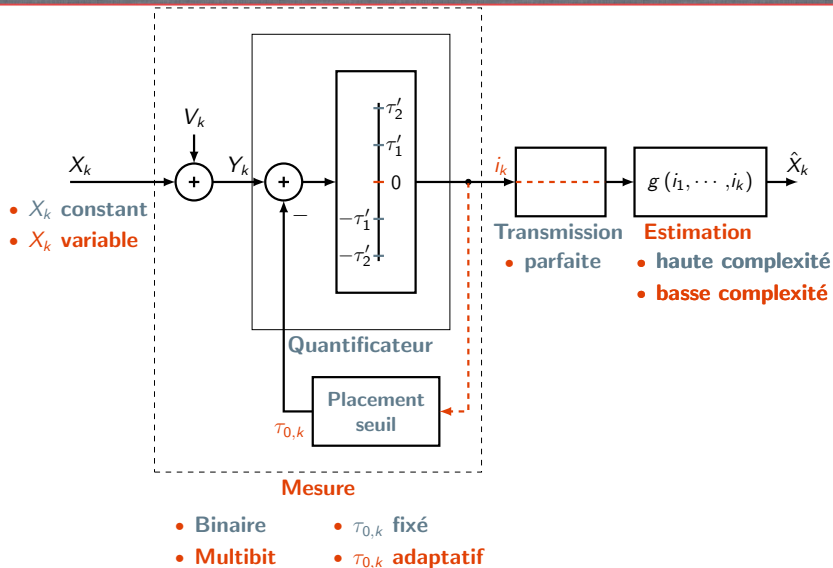 V_k
X_k
Y_k
+
+
−
τ′_2
τ′_1
0
−τ′_1
−τ′_2
i_k
g (i_1, ··· ,i_k)
X̂_k
• X_k constant
• X_k variable
Transmission
• parfaite
Estimation
• haute complexité
• basse complexité
Quantificateur
Placement
seuil
τ_{0,k}
Mesure
• Binaire
• Multibit
• τ_{0,k} fixé
• τ_{0,k} adaptatif